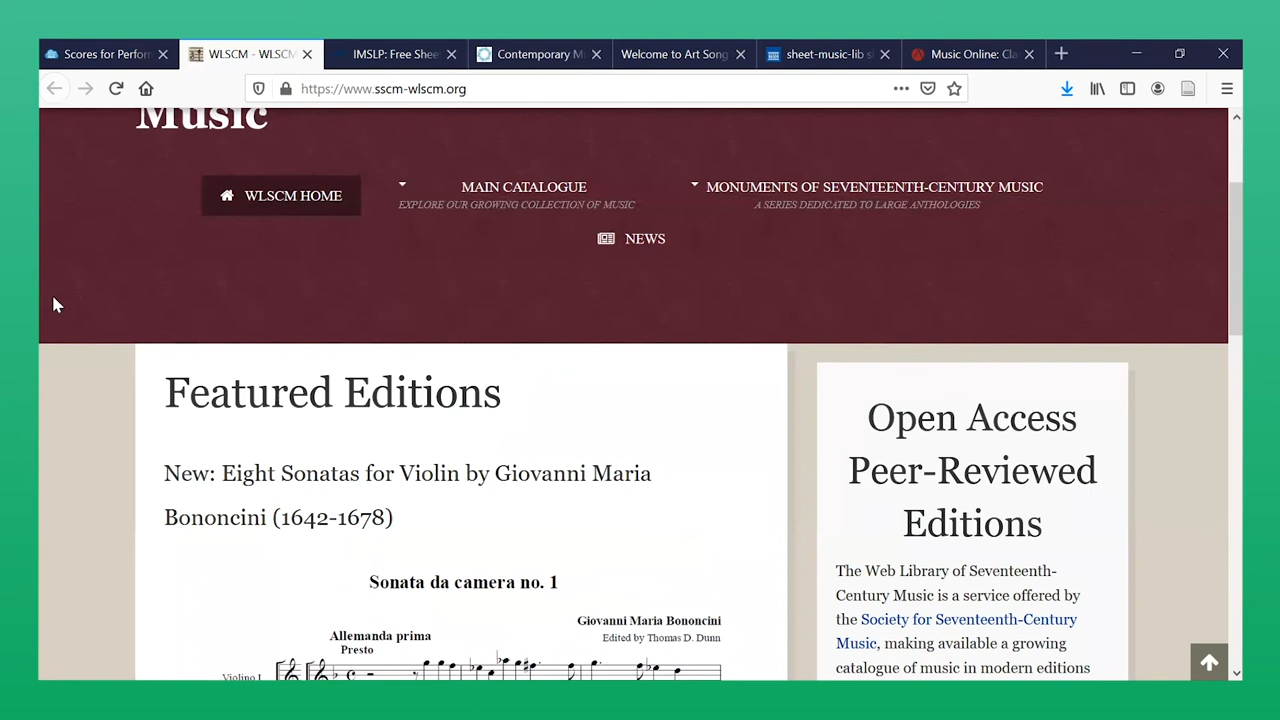 Scores for Perform
WLSCM - WLSCM
IMSLP: Free Shee
Contemporary M
Welcome to Art Song
sheet-music-lib s
Music Online: Cla
https://www.sscm-wlscm.org
Music
WLSCM HOME
MAIN CATALOGUE
EXPLORE OUR GROWING COLLECTION OF MUSIC
MONUMENTS OF SEVENTEENTH-CENTURY MUSIC
A SERIES DEDICATED TO LARGE ANTHOLOGIES
NEWS
Featured Editions
New: Eight Sonatas for Violin by Giovanni Maria
Bononcini (1642-1678)
Sonata da camera no. 1
Giovanni Maria Bononcini
Edited by Thomas D. Dunn
Allemanda prima
Presto
Violino I
Open Access
Peer-Reviewed
Editions
The Web Library of Seventeenth-
Century Music is a service offered by
the Society for Seventeenth-Century
Music, making available a growing
catalogue of music in modern editions